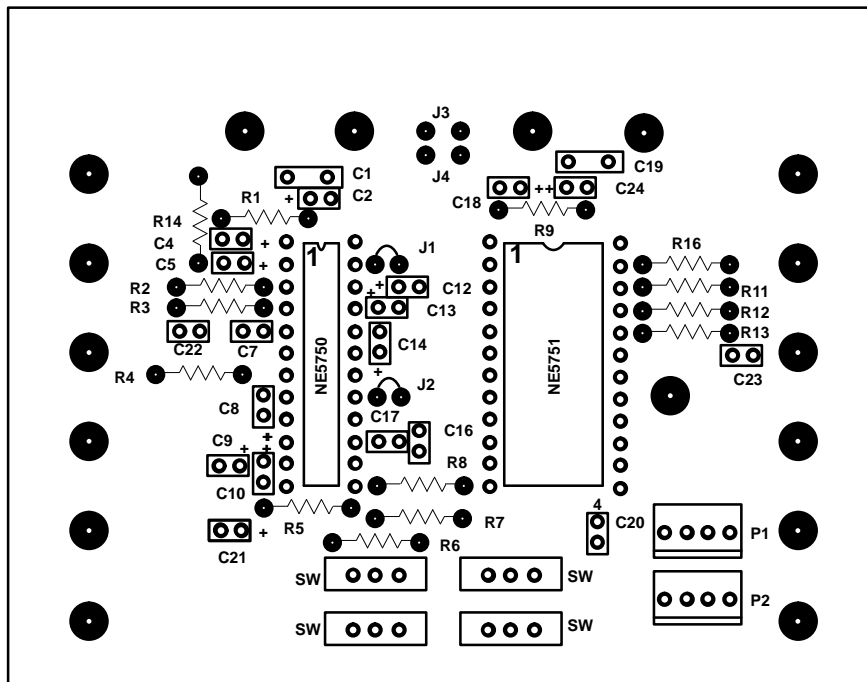 J3
J4
C1
C2
+
C19
C18
++
C24
R1
R14
R9
C4
+
C5
+
1
J1
1
R16
R2
+
+
C12
R11
R3
C13
R12
R13
C22
C7
C14
C23
NE5750
NE5751
R4
+
J2
C8
C17
C16
+
+
C9
+
C10
R8
R5
R7
4
C20
P1
C21
+
R6
SW
SW
P2
SW
SW